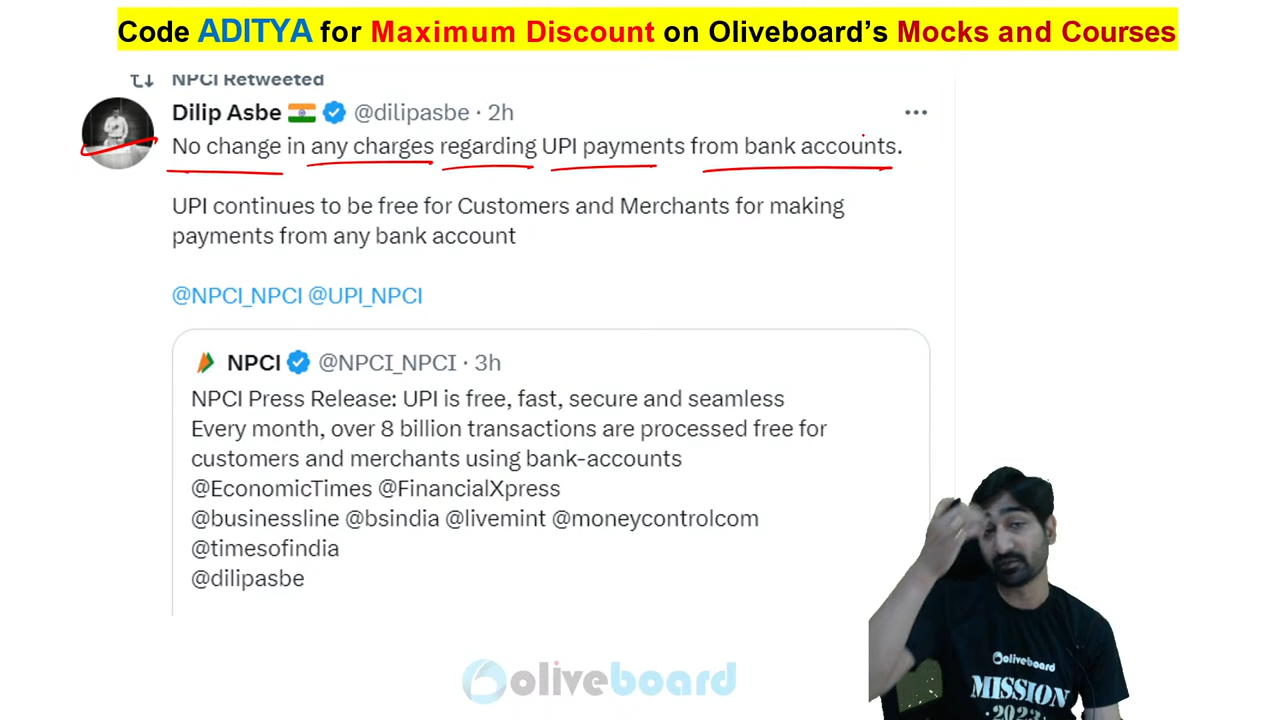 Code ADITYA for Maximum Discount on Oliveboard's Mocks and Courses
NPCI Retweeted
Dilip Asbe @dilipasbe · 2h
No change in any charges regarding UPI payments from bank accounts.
UPI continues to be free for Customers and Merchants for making
payments from any bank account
@NPCI_NPCI @UPI_NPCI
NPCI @NPCI_NPCI · 3h
NPCI Press Release: UPI is free, fast, secure and seamless
Every month, over 8 billion transactions are processed free for
customers and merchants using bank-accounts
@EconomicTimes @FinancialXpress
@businessline @bsindia @livemint @moneycontrolcom
@timesofindia
@dilipasbe
oliveboard
MISSION
·2023·
oliveboard